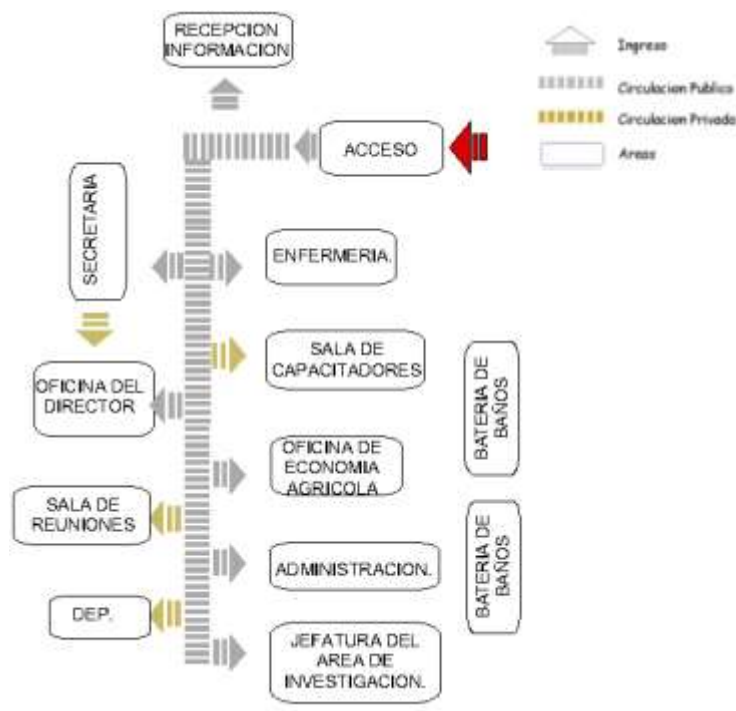 RECEPCION
INFORMACION
Ingreso
Circulacion Publica
Circulacion Privada
Areas
ACCESO
SECRETARIA
ENFERMERIA.
SALA DE
CAPACITADORES
OFICINA DEL
DIRECTOR
BATERIA DE
BAÑOS
OFICINA DE
ECONOMIA
AGRICOLA
SALA DE
REUNIONES
ADMINISTRACION.
BATERIA DE
BAÑOS
DEP.
JEFATURA DEL
AREA DE
INVESTIGACION.